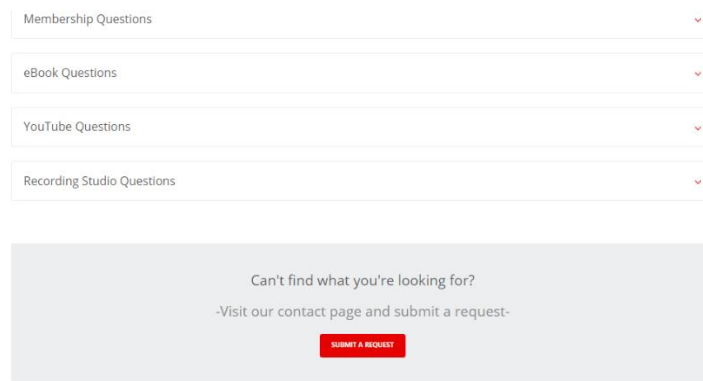 Membership Questions
eBook Questions
YouTube Questions
Recording Studio Questions
Can't find what you're looking for?
-Visit our contact page and submit a request-
SUBMIT A REQUEST